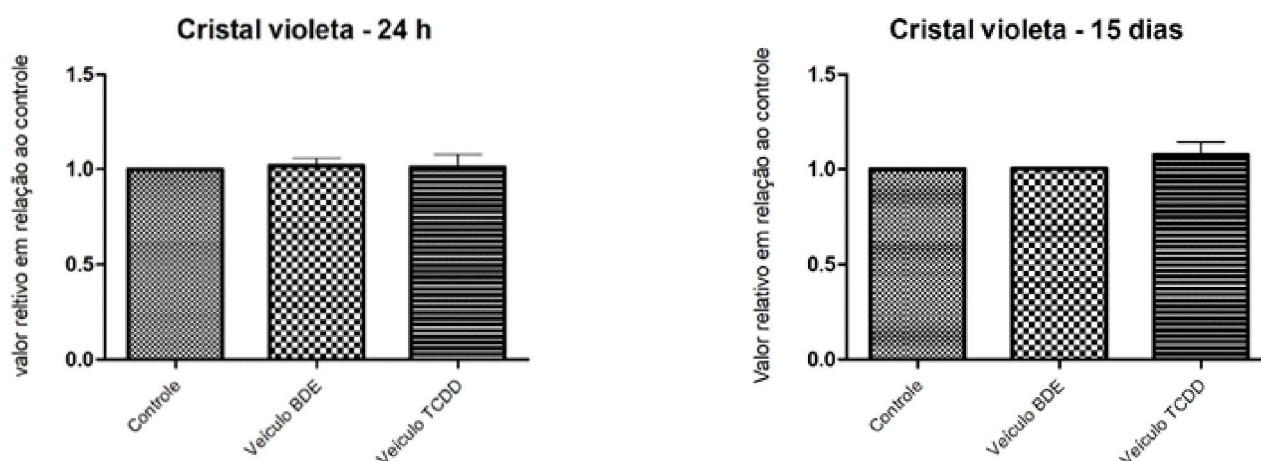 Cristal violeta - 24 h
valor reltivo em relação ao controle
1.5
1.0
0.5
0.0
Controle
Veículo BDE
Veículo TCDD
Cristal violeta - 15 dias
Valor relativo em relação ao controle
1.5
1.0
0.5
0.0
Controle
Veículo BDE
Veículo TCDD